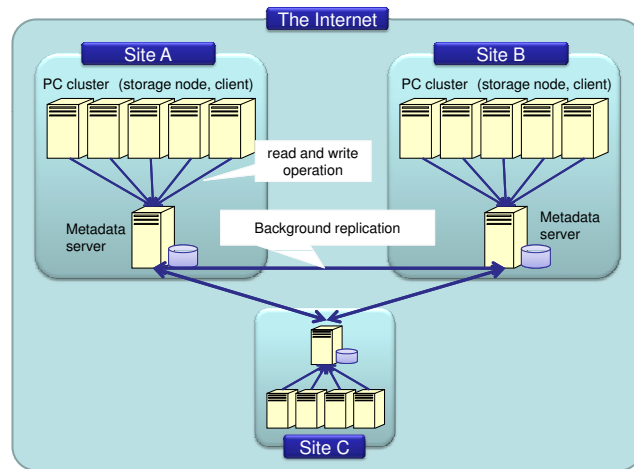 The Internet
Site A
Site B
PC cluster (storage node, client)
PC cluster (storage node, client)
read and write
operation
Metadata
server
Background replication
Metadata
server
Site C